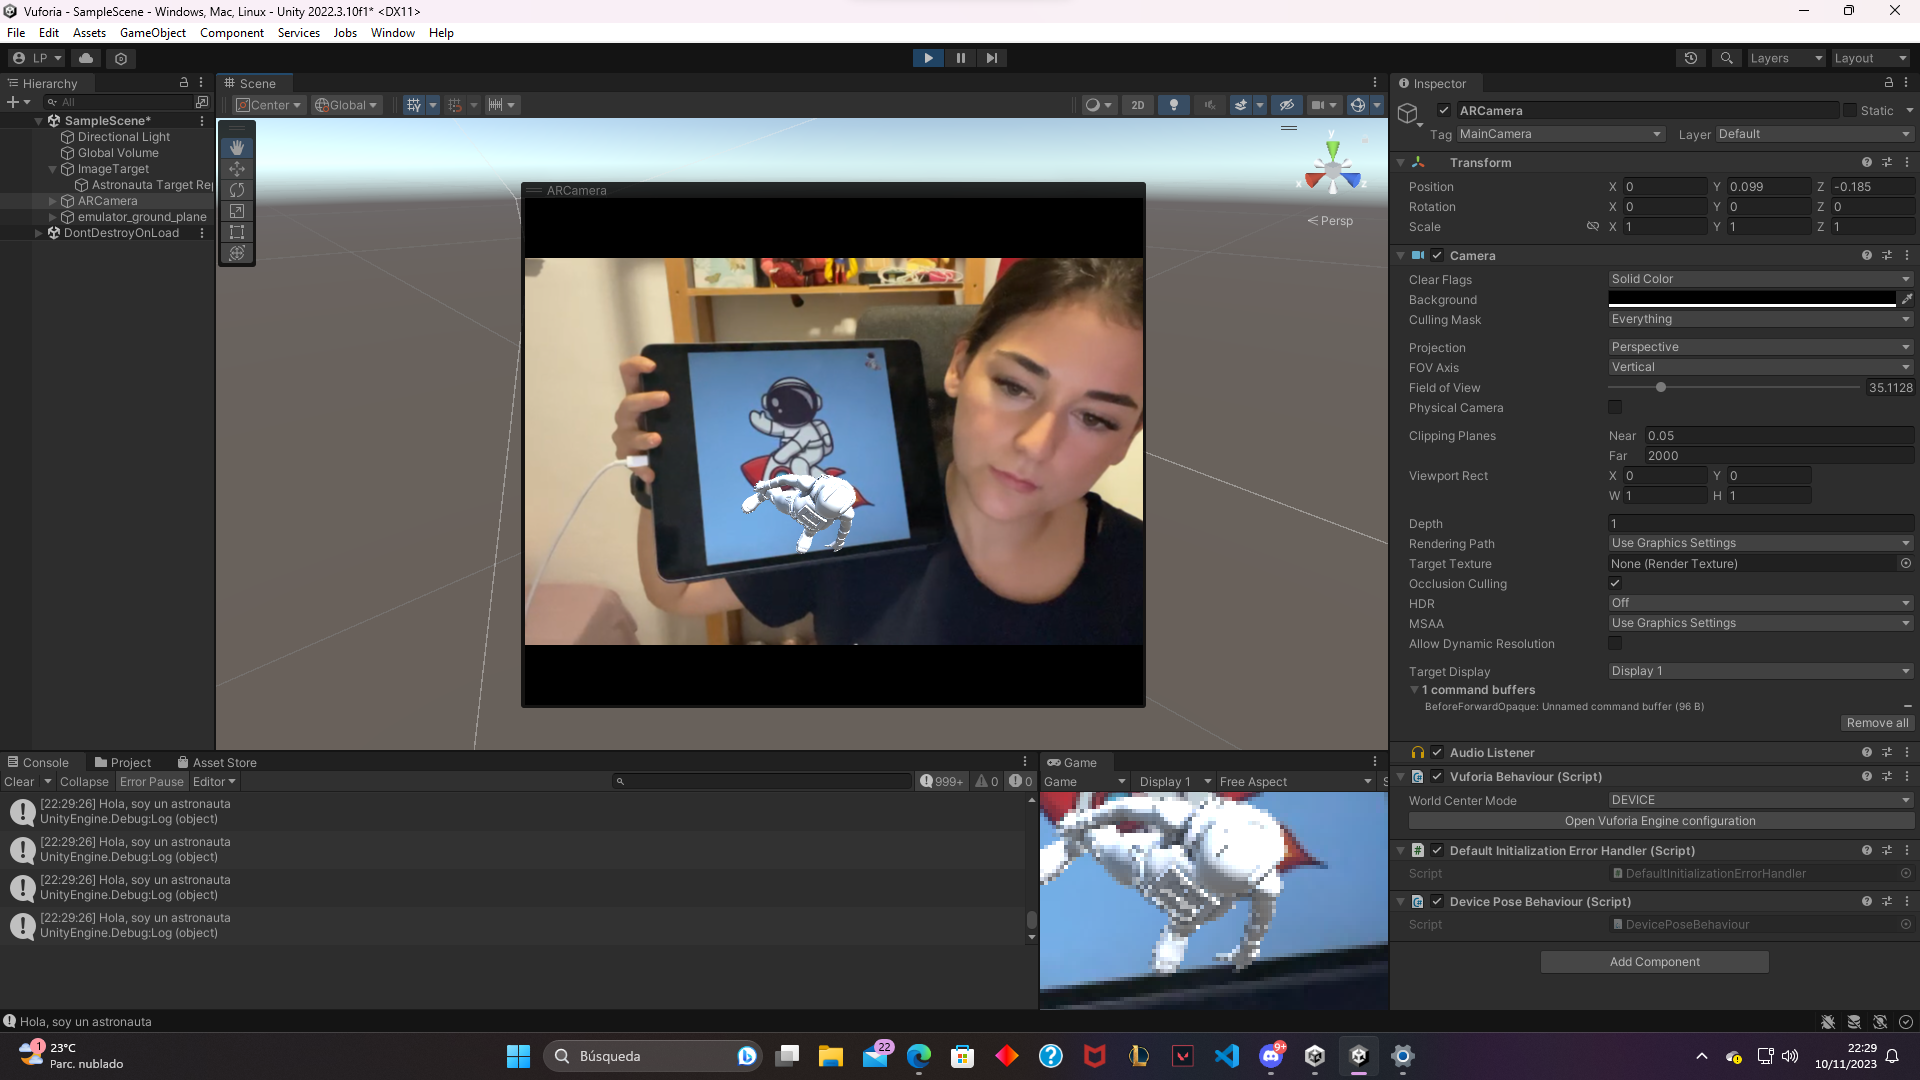 Vuforia - SampleScene - Windows, Mac, Linux - Unity 2022.3.10f1* <DX11>
File Edit Assets GameObject Component Services Jobs Window Help
LP Layers Layout
Hierarchy
All
SampleScene*
Directional Light
Global Volume
ImageTarget
Astronauta Target Re
ARCamera
emulator_ground_plane
DontDestroyOnLoad
Scene
Center Global 2D
y
x z
Persp
ARCamera
Inspector
ARCamera Static
Tag MainCamera Layer Default
Transform
Position X 0 Y 0.099 Z -0.185
Rotation X 0 Y 0 Z 0
Scale X 1 Y 1 Z 1
Camera
Clear Flags Solid Color
Background
Culling Mask Everything
Projection Perspective
FOV Axis Vertical
Field of View 35.1128
Physical Camera
Clipping Planes Near 0.05
Far 2000
Viewport Rect X 0 Y 0
W 1 H 1
Depth 1
Rendering Path Use Graphics Settings
Target Texture None (Render Texture)
Occlusion Culling
HDR Off
MSAA Use Graphics Settings
Allow Dynamic Resolution
Target Display Display 1
1 command buffers
BeforeForwardOpaque: Unnamed command buffer (96 B)
Remove all
Audio Listener
Vuforia Behaviour (Script)
World Center Mode DEVICE
Open Vuforia Engine configuration
Default Initialization Error Handler (Script)
Script DefaultInitializationErrorHandler
Device Pose Behaviour (Script)
Script DevicePoseBehaviour
Add Component
Console Project Asset Store
Clear Collapse Error Pause Editor 999+ 0 0
[22:29:26] Hola, soy un astronauta
UnityEngine.Debug:Log (object)
[22:29:26] Hola, soy un astronauta
UnityEngine.Debug:Log (object)
[22:29:26] Hola, soy un astronauta
UnityEngine.Debug:Log (object)
[22:29:26] Hola, soy un astronauta
UnityEngine.Debug:Log (object)
Game
Game Display 1 Free Aspect S
Hola, soy un astronauta
1
23°C
Parc. nublado
Búsqueda
22
9+
22:29
10/11/2023